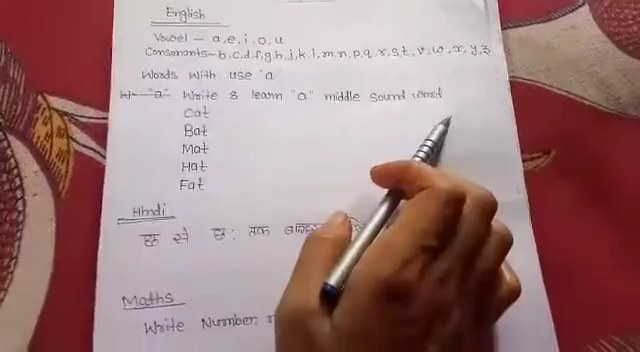 English
Vowel - a, e, i, o, u
Consonants - b, c, d, f, g, h, j, k, l, m, n, p, q, r, s, t, v, w, x, y, z
Words with use "a"
"a" Write & learn "a" middle sound word
Cat
Bat
Mat
Hat
Fat
Hindi
से तक
Maths
Write Number